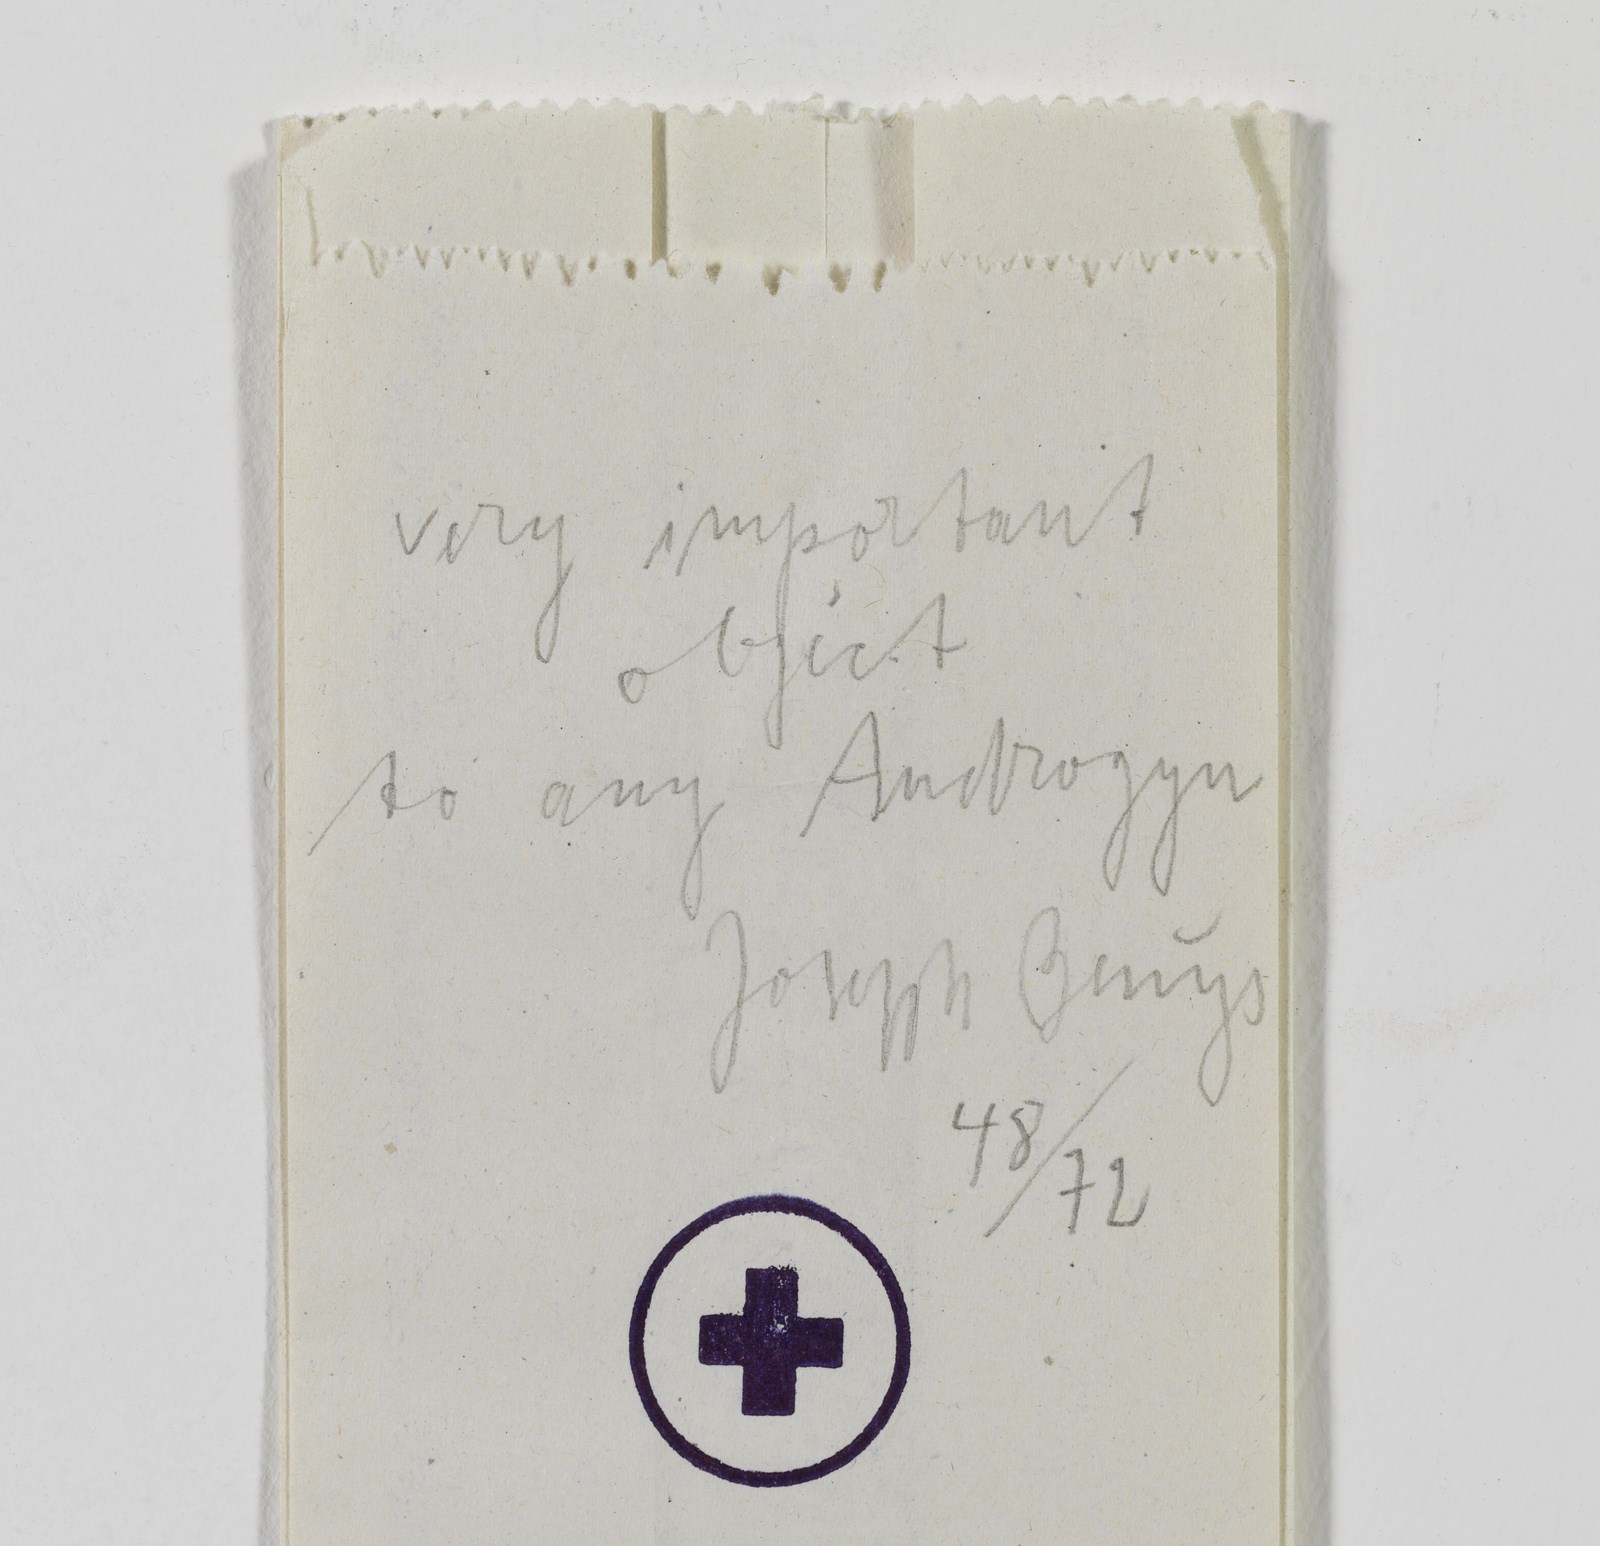 very important
object
to any Androgyn
Joseph Beuys
48/72